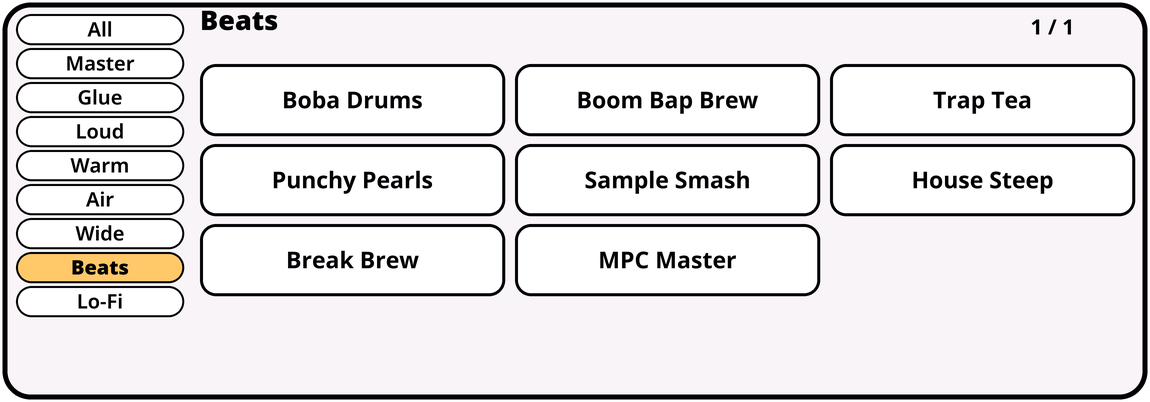 All
Master
Glue
Loud
Warm
Air
Wide
Beats
Lo-Fi
Beats
1 / 1
Boba Drums
Boom Bap Brew
Trap Tea
Punchy Pearls
Sample Smash
House Steep
Break Brew
MPC Master